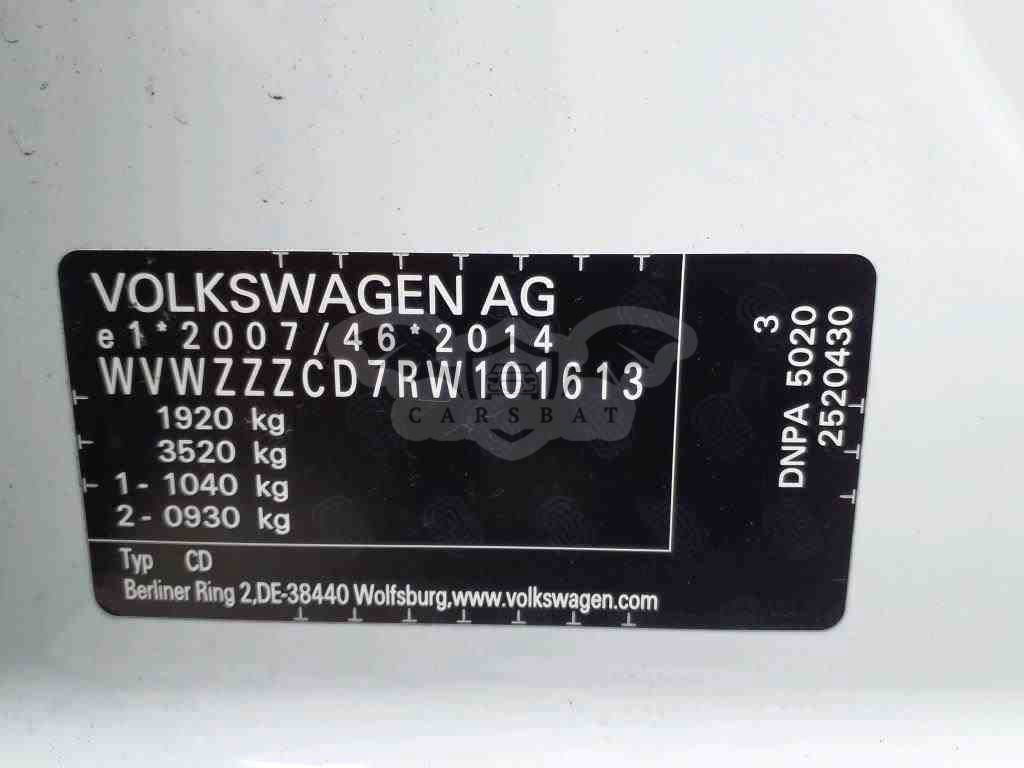 VOLKSWAGEN AG
e1*2007/46*2014
WVWZZZCD7RW101613
1920 kg
3520 kg
1 - 1040 kg
2 - 0930 kg
Typ CD
Berliner Ring 2,DE-38440 Wolfsburg,www.volkswagen.com
3
DNPA 5020
2520430
CARSBAT